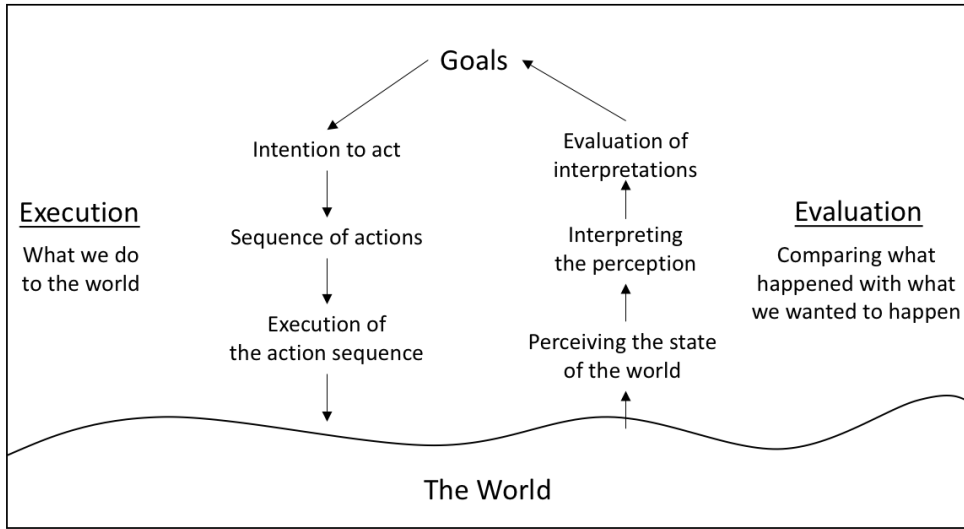 Goals
Intention to act
Sequence of actions
Execution of
the action sequence
Evaluation of
interpretations
Interpreting
the perception
Perceiving the state
of the world
Execution
What we do
to the world
Evaluation
Comparing what
happened with what
we wanted to happen
The World